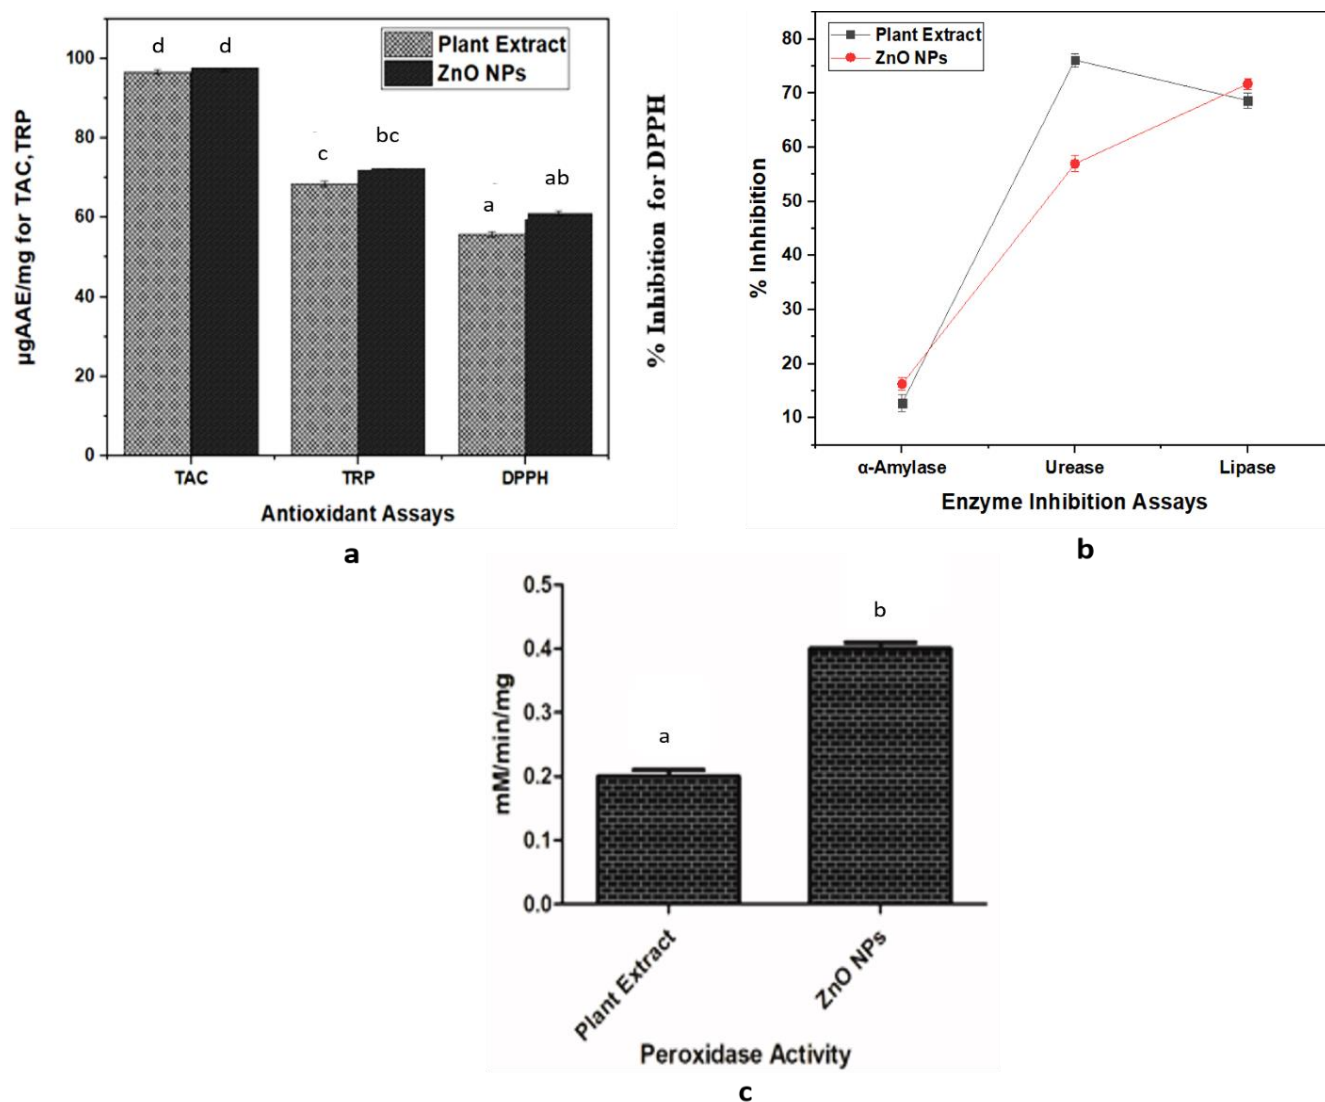 Plant Extract
ZnO NPs
d d
c bc
a ab
100
80
60
40
20
0
µgAAE/mg for TAC,TRP
% Inhibition for DPPH
TAC TRP DPPH
Antioxidant Assays
a
Plant Extract
ZnO NPs
80
70
60
50
40
30
20
10
% Inhhibition
α-Amylase Urease Lipase
Enzyme Inhibition Assays
b
0.5
0.4
0.3
0.2
0.1
0.0
mM/min/mg
a
b
Plant Extract
ZnO NPs
Peroxidase Activity
c